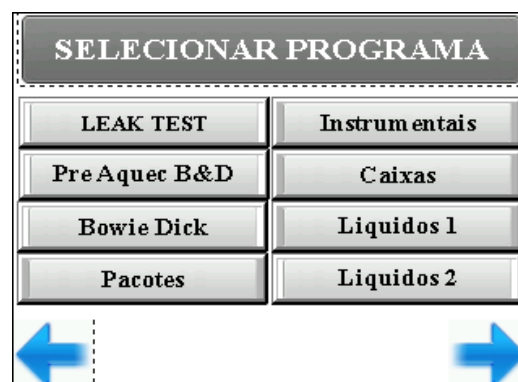 SELECIONAR PROGRAMA
LEAK TEST
Instrumentais
Pre Aquec B&D
Caixas
Bowie Dick
Liquidos 1
Pacotes
Liquidos 2